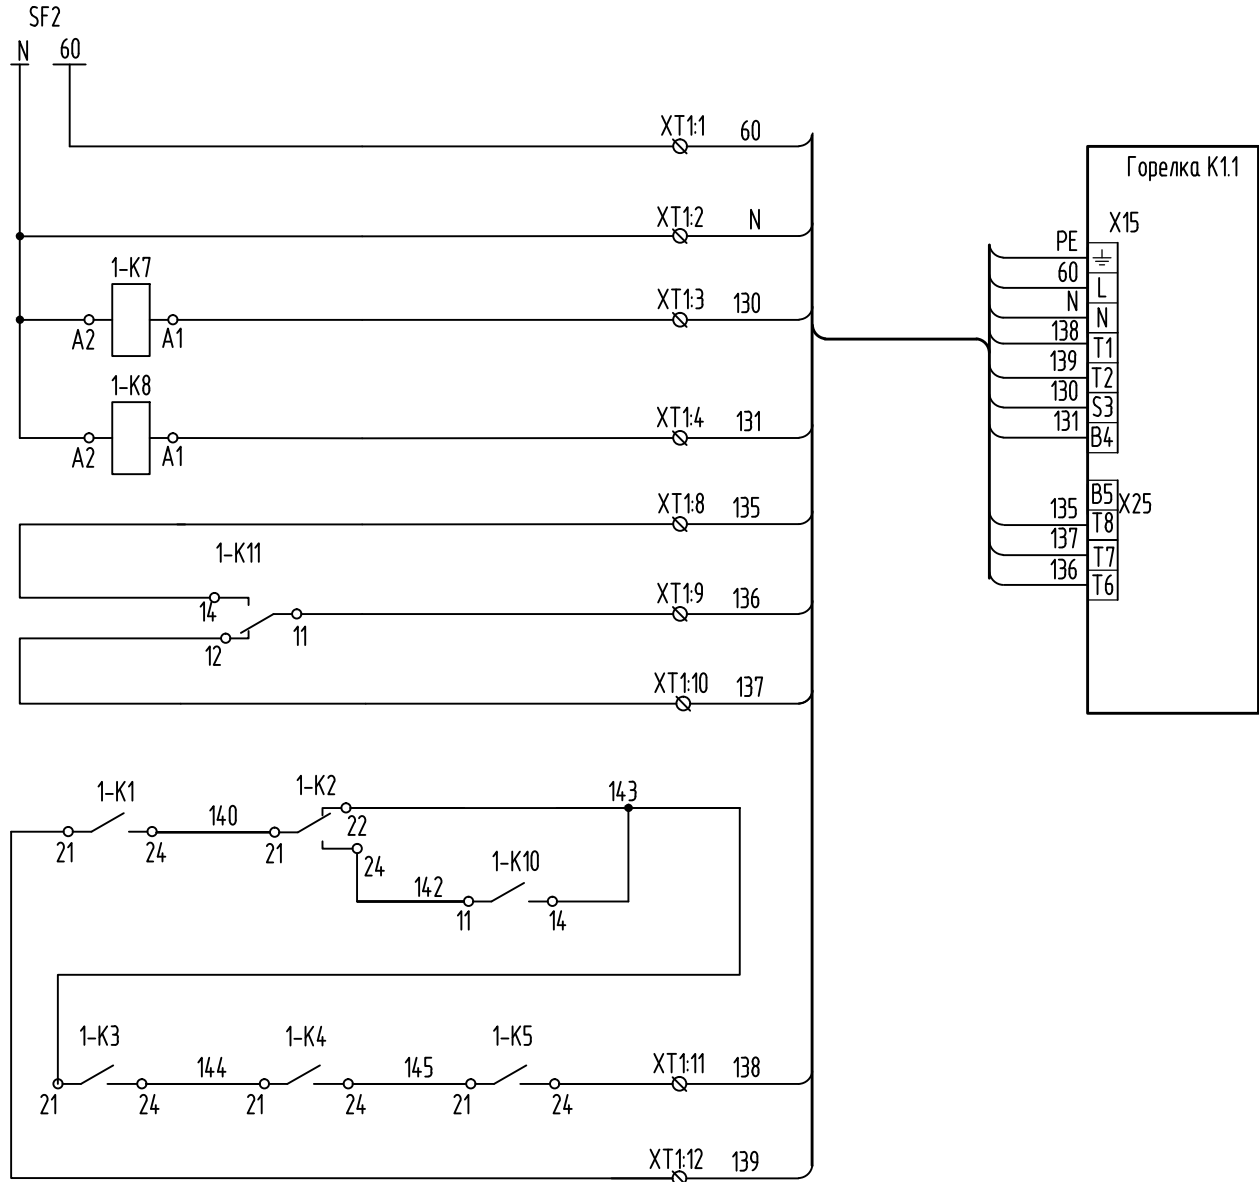 SF2
N 60
XT1:1 60
Горелка К1.1
XT1:2 N
X15
PE
60 L
N N
138 T1
139 T2
130 S3
131 B4
1-K7
A2 A1
XT1:3 130
1-K8
A2 A1
XT1:4 131
B5 X25
135 T8
137 T7
136 T6
XT1:8 135
1-K11
14
12
11
XT1:9 136
XT1:10 137
1-K1
21 24
140
1-K2
21
22
24
143
142
1-K10
11 14
1-K3
21 24
144
1-K4
21 24
145
1-K5
21 24
XT1:11 138
XT1:12 139